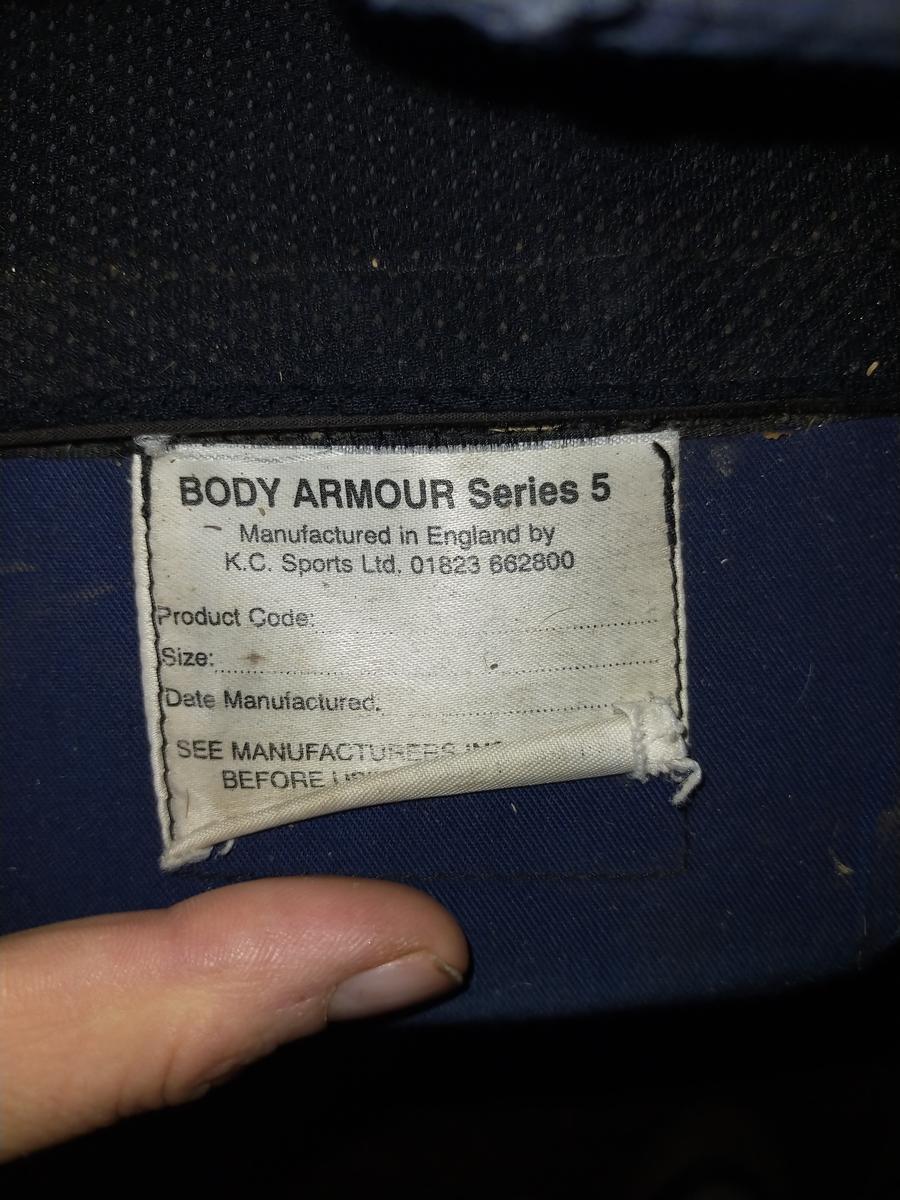 BODY ARMOUR Series 5
Manufactured in England by
K.C. Sports Ltd. 01823 662800
Product Code:
Size:
Date Manufactured:
SEE MANUFACTURERS
BEFORE